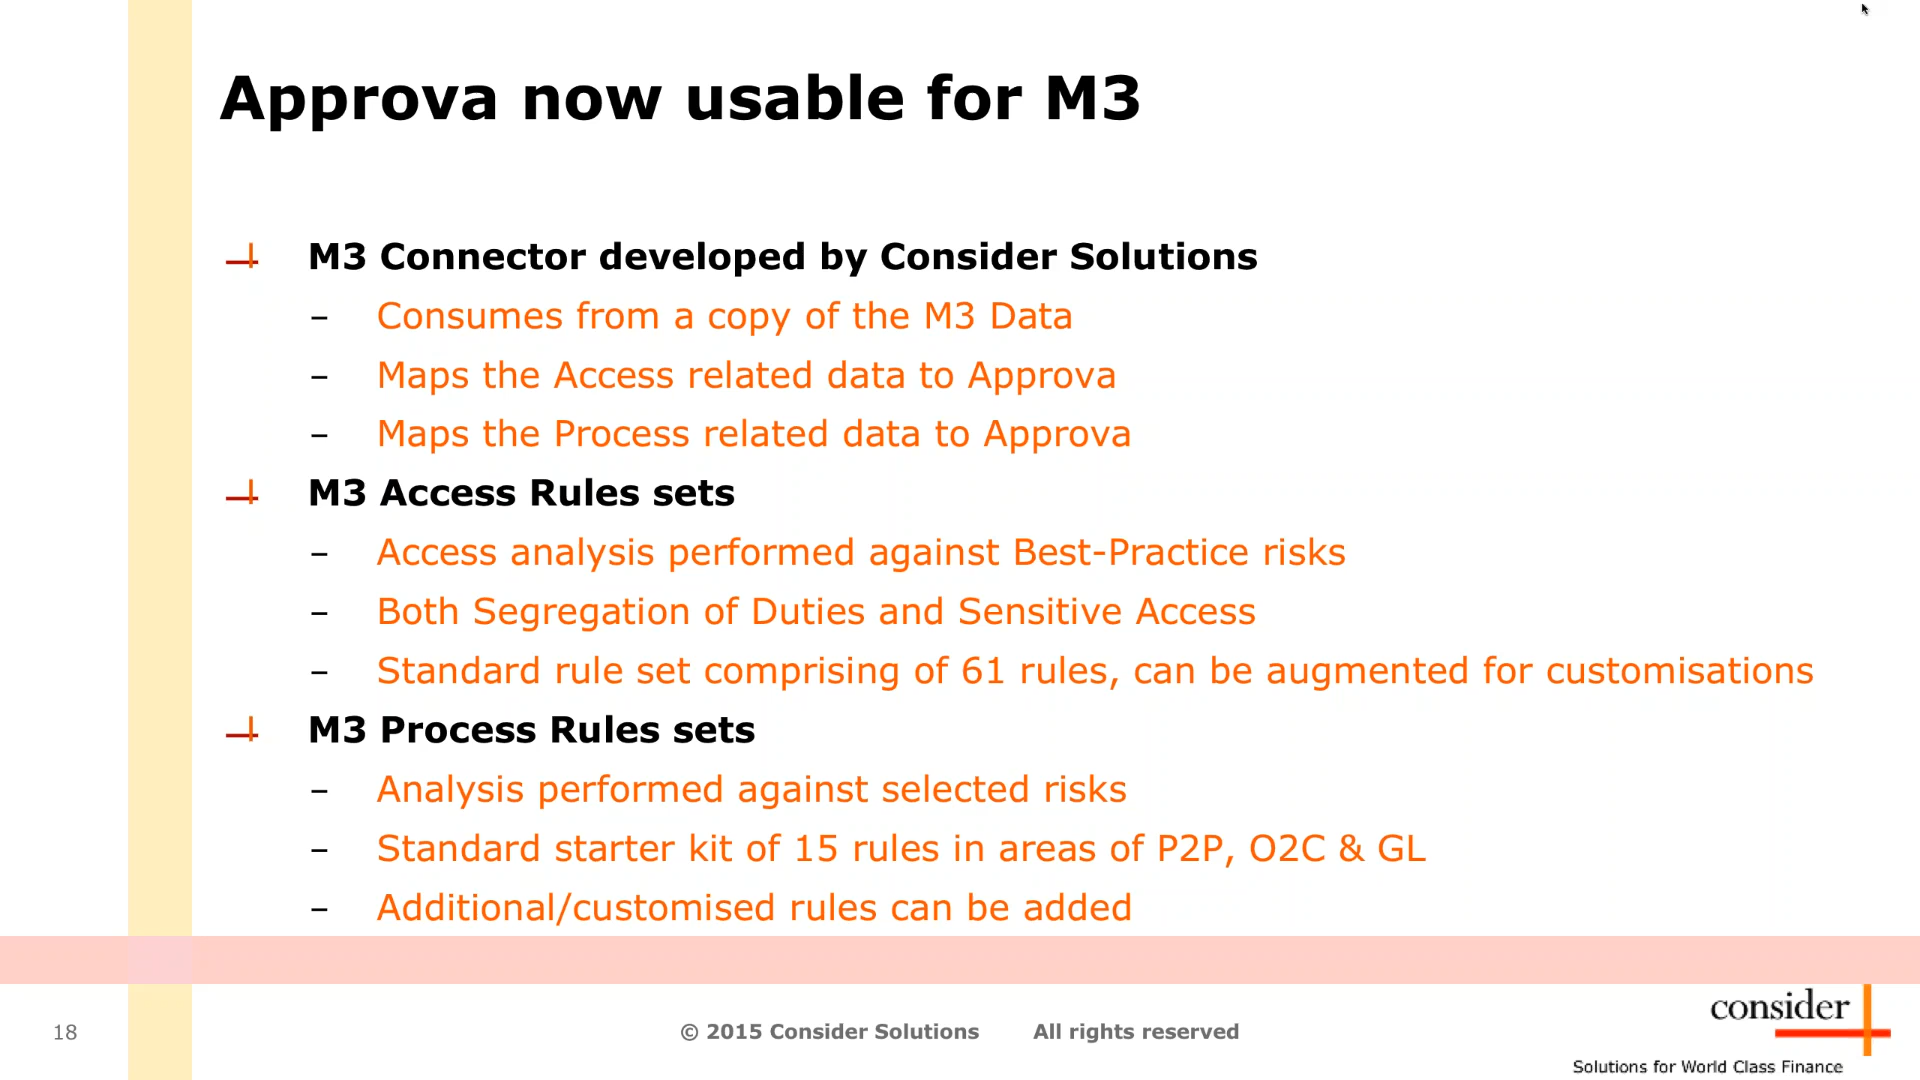 Approva now usable for M3
M3 Connector developed by Consider Solutions
– Consumes from a copy of the M3 Data
– Maps the Access related data to Approva
– Maps the Process related data to Approva
M3 Access Rules sets
– Access analysis performed against Best-Practice risks
– Both Segregation of Duties and Sensitive Access
– Standard rule set comprising of 61 rules, can be augmented for customisations
M3 Process Rules sets
– Analysis performed against selected risks
– Standard starter kit of 15 rules in areas of P2P, O2C & GL
– Additional/customised rules can be added
18
© 2015 Consider Solutions All rights reserved
consider
Solutions for World Class Finance